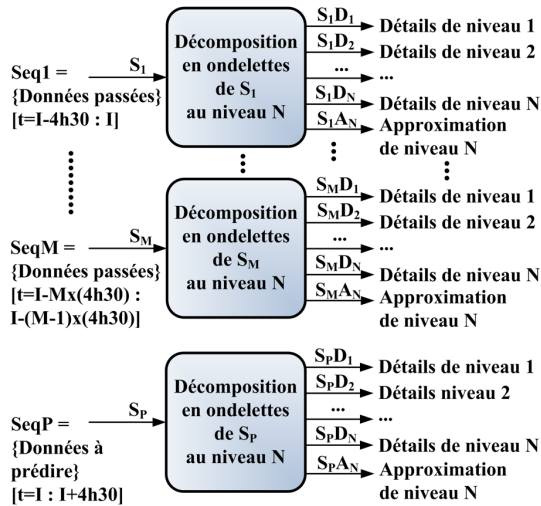 Seq1 =
{Données passées}
[t=I-4h30 : I]
S1
Décomposition
en ondelettes
de S1
au niveau N
S1D1
Détails de niveau 1
S1D2
Détails de niveau 2
...
...
S1DN
Détails de niveau N
S1AN
Approximation
de niveau N
SeqM =
{Données passées}
[t=I-Mx(4h30) :
I-(M-1)x(4h30)]
SM
Décomposition
en ondelettes
de SM
au niveau N
SMD1
Détails de niveau 1
SMD2
Détails de niveau 2
...
...
SMDN
Détails de niveau N
SMAN
Approximation
de niveau N
SeqP =
{Données à
prédire}
[t=I : I+4h30]
SP
Décomposition
en ondelettes
de SP
au niveau N
SPD1
Détails de niveau 1
SPD2
Détails niveau 2
...
...
SPDN
Détails de niveau N
SPAN
Approximation
de niveau N